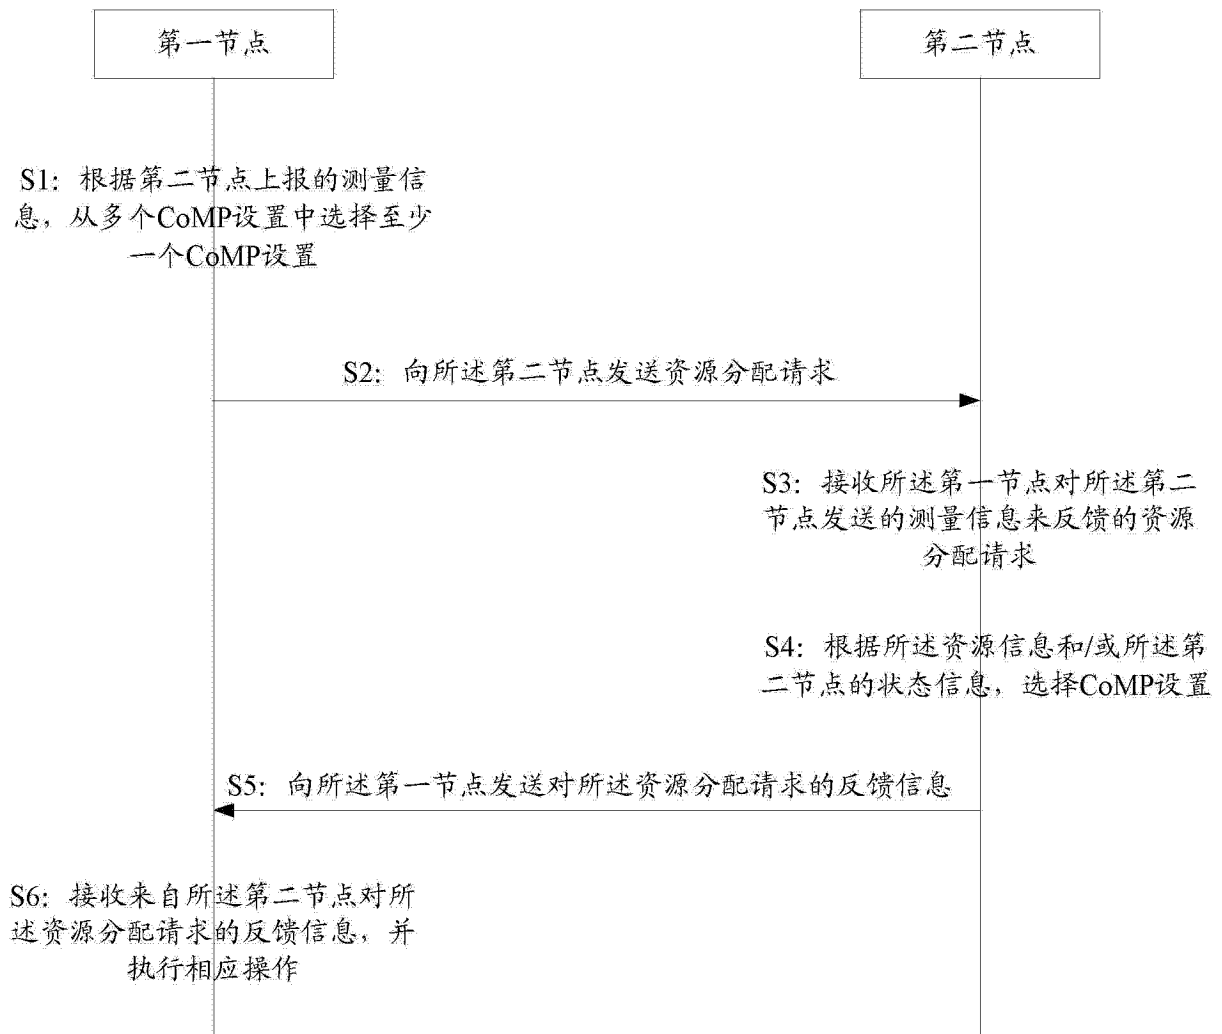 第一节点
第二节点
S1：根据第二节点上报的测量信
息，从多个CoMP设置中选择至少
一个CoMP设置
S2：向所述第二节点发送资源分配请求
S3：接收所述第一节点对所述第二
节点发送的测量信息来反馈的资源
分配请求
S4：根据所述资源信息和/或所述第
二节点的状态信息，选择CoMP设置
S5：向所述第一节点发送对所述资源分配请求的反馈信息
S6：接收来自所述第二节点对所
述资源分配请求的反馈信息，并
执行相应操作